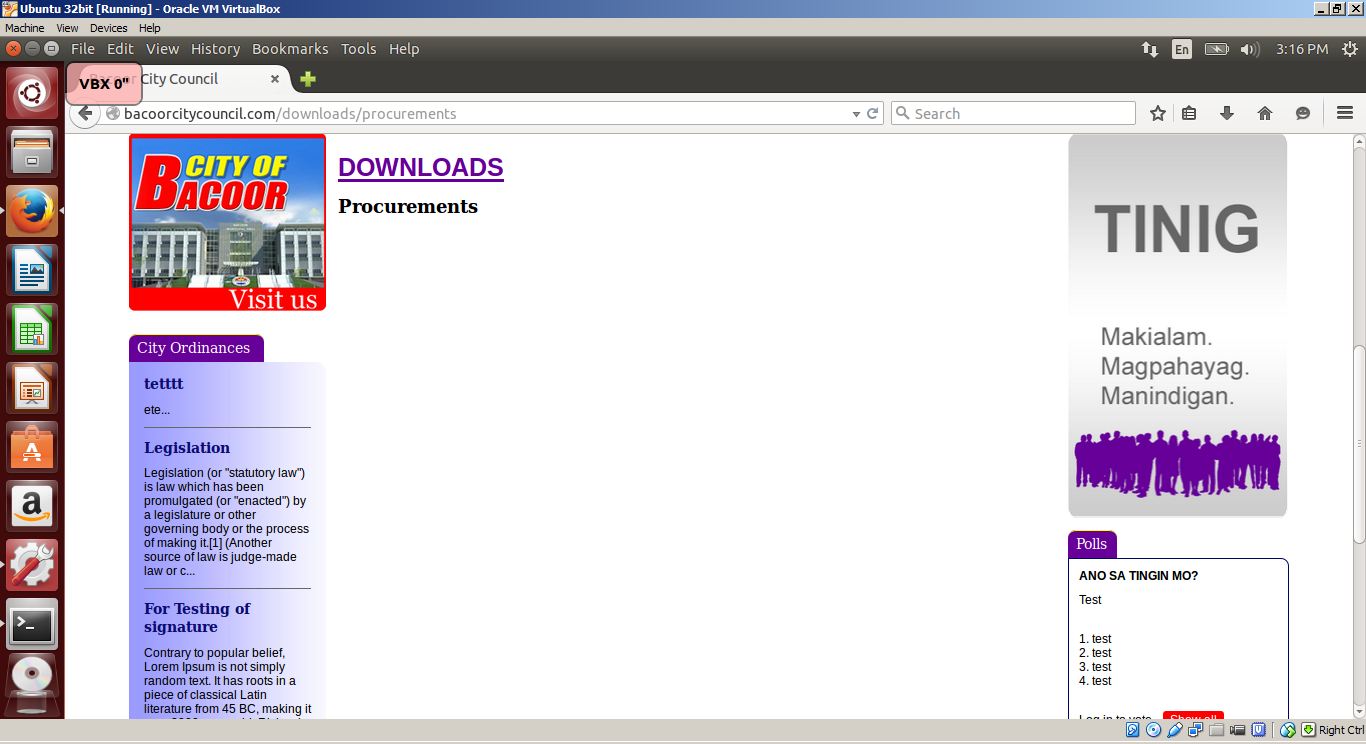 Ubuntu 32bit [Running] - Oracle VM VirtualBox
Machine View Devices Help
File Edit View History Bookmarks Tools Help
En
3:16 PM
VBX 0"
City Council
bacoorcitycouncil.com/downloads/procurements
Search
CITY OF
BACOOR
Visit us
DOWNLOADS
Procurements
City Ordinances
tetttt
ete...
Legislation
Legislation (or "statutory law")
is law which has been
promulgated (or "enacted") by
a legislature or other
governing body or the process
of making it.[1] (Another
source of law is judge-made
law or c...
For Testing of
signature
Contrary to popular belief,
Lorem Ipsum is not simply
random text. It has roots in a
piece of classical Latin
literature from 45 BC, making it
TINIG
Makialam.
Magpahayag.
Manindigan.
Polls
ANO SA TINGIN MO?
Test
1. test
2. test
3. test
4. test
Log in to vote Show all
Right Ctrl